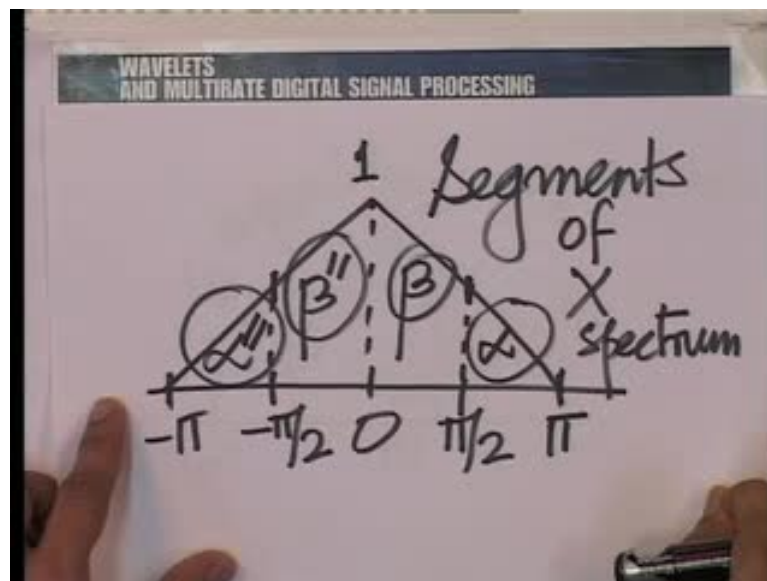 WAVELETS
AND MULTIRATE DIGITAL SIGNAL PROCESSING
1
Segments
of
X
spectrum
β"
β
α"
α
-π
-π/2
0
π/2
π